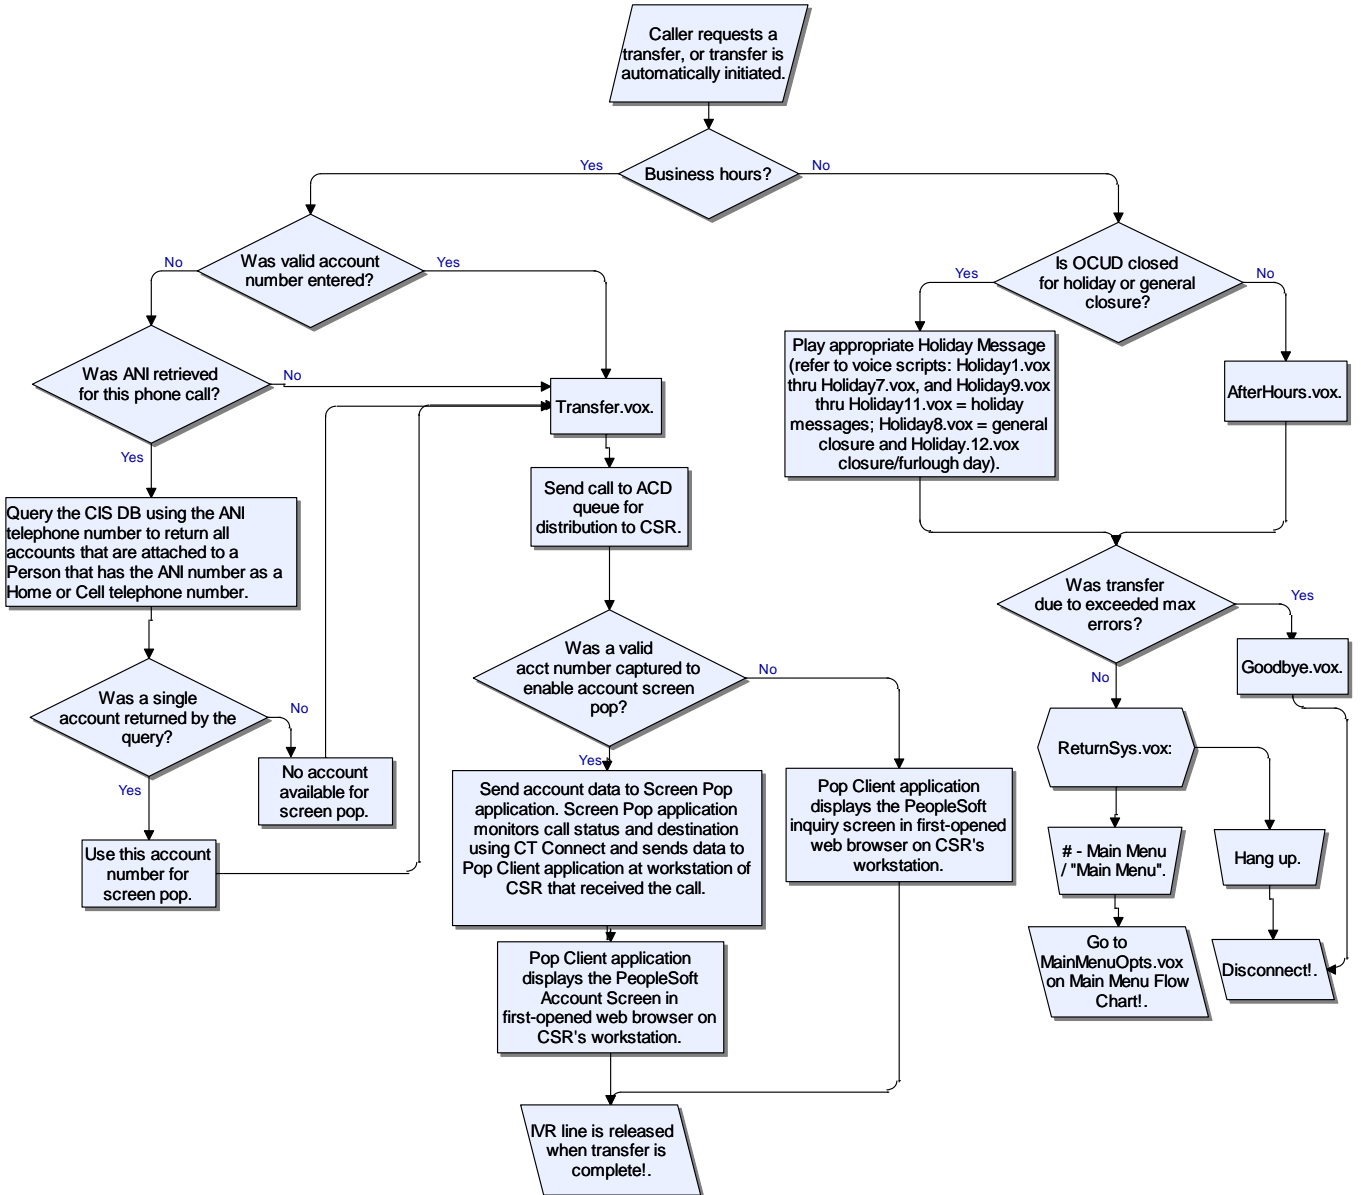 Caller requests a
transfer, or transfer is
automatically initiated.
Business hours?
Yes
No
Was valid account
number entered?
No
Yes
Is OCUD closed
for holiday or general
closure?
Yes
No
Was ANI retrieved
for this phone call?
No
Yes
Transfer.vox.
Play appropriate Holiday Message
(refer to voice scripts: Holiday1.vox
thru Holiday7.vox, and Holiday9.vox
thru Holiday11.vox = holiday
messages; Holiday8.vox = general
closure and Holiday.12.vox
closure/furlough day).
AfterHours.vox.
Query the CIS DB using the ANI
telephone number to return all
accounts that are attached to a
Person that has the ANI number as a
Home or Cell telephone number.
Send call to ACD
queue for
distribution to CSR.
Was transfer
due to exceeded max
errors?
Yes
No
Goodbye.vox.
Was a single
account returned by the
query?
No
Yes
Was a valid
acct number captured to
enable account screen
pop?
No
Yes
No account
available for
screen pop.
Use this account
number for
screen pop.
Send account data to Screen Pop
application. Screen Pop application
monitors call status and destination
using CT Connect and sends data to
Pop Client application at workstation of
CSR that received the call.
Pop Client application
displays the PeopleSoft
inquiry screen in first-opened
web browser on CSR's
workstation.
ReturnSys.vox:
# - Main Menu
/ "Main Menu".
Hang up.
Go to
MainMenuOpts.vox
on Main Menu Flow
Chart!.
Disconnect!.
Pop Client application
displays the PeopleSoft
Account Screen in
first-opened web browser on
CSR's workstation.
IVR line is released
when transfer is
complete!.